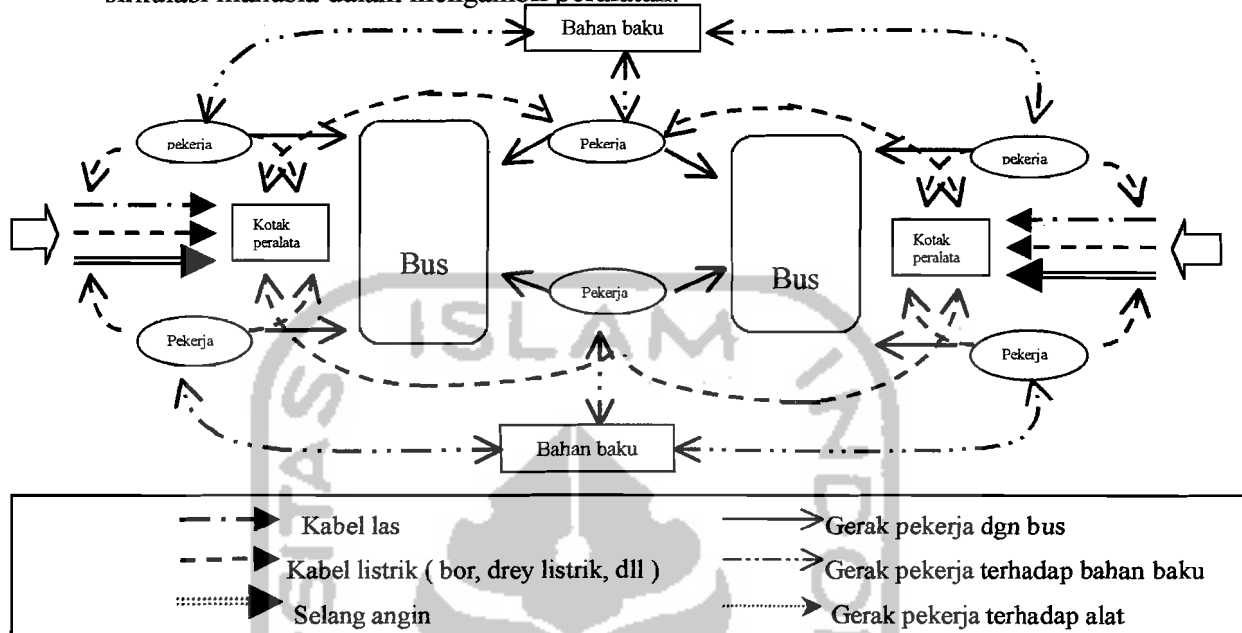 Bahan baku
pekerja
Pekerja
pekerja
Kotak
peralata
Bus
Pekerja
Bus
Kotak
peralata
Pekerja
Pekerja
Bahan baku
ISLAM
Kabel las
Gerak pekerja dgn bus
Kabel listrik ( bor, drey listrik, dll )
Gerak pekerja terhadap bahan baku
Selang angin
Gerak pekerja terhadap alat